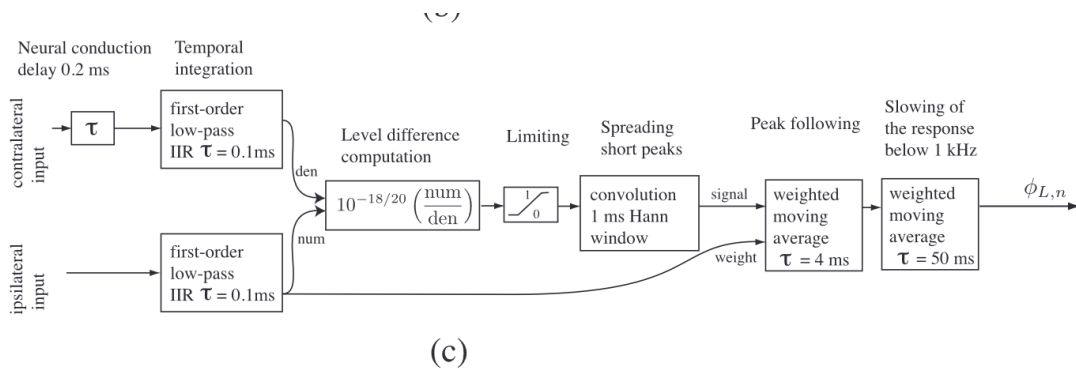 Neural conduction
delay 0.2 ms
Temporal
integration
contralateral
input
τ
first-order
low-pass
IIR τ = 0.1ms
den
Level difference
computation
10^{-18/20} (num/den)
Limiting
1
0
Spreading
short peaks
convolution
1 ms Hann
window
signal
weight
Peak following
weighted
moving
average
τ = 4 ms
Slowing of
the response
below 1 kHz
weighted
moving
average
τ = 50 ms
ϕ_{L,n}
ipsilateral
input
first-order
low-pass
IIR τ = 0.1ms
num
(c)